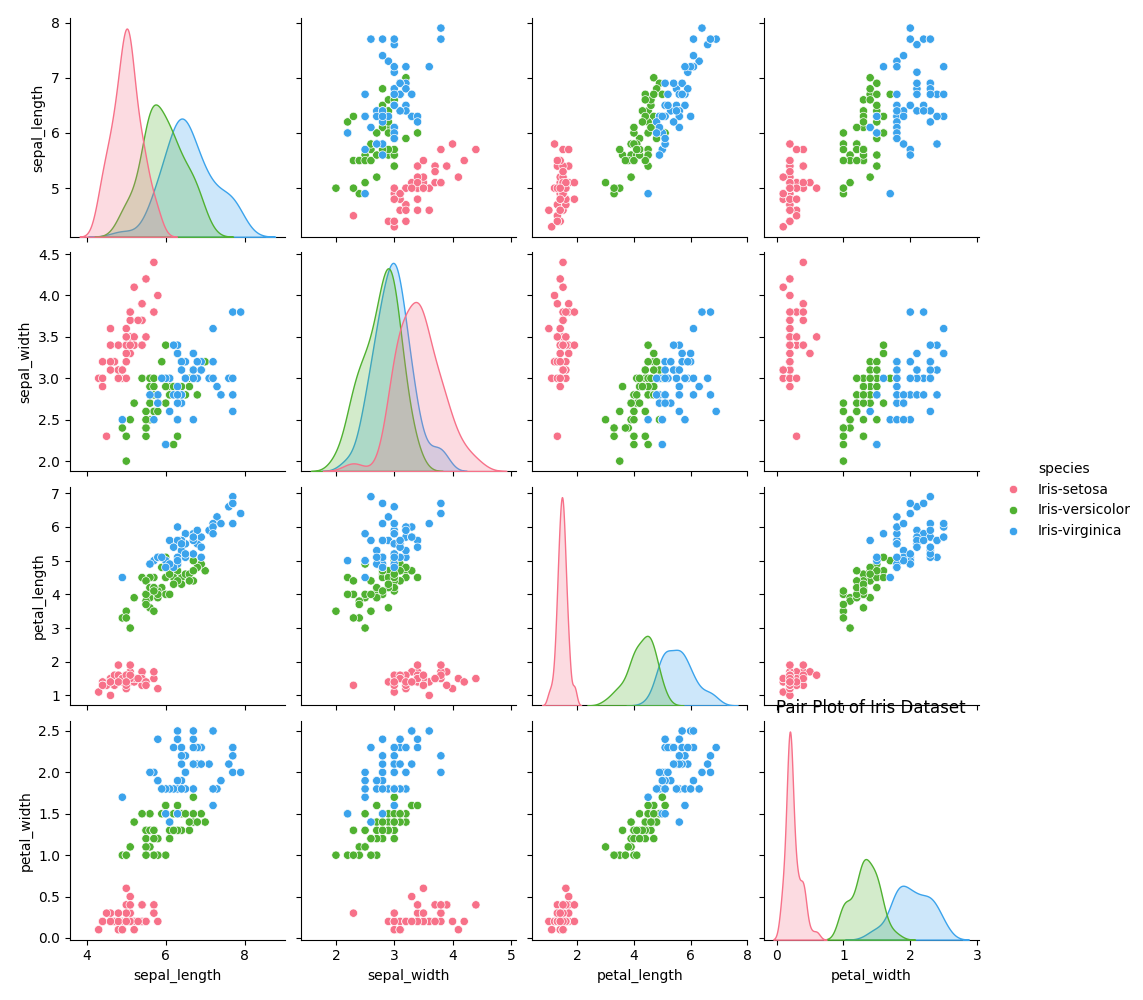 8
7
6
5
sepal_length
4.5
4.0
3.5
3.0
2.5
2.0
sepal_width
species
Iris-setosa
Iris-versicolor
Iris-virginica
7
6
5
4
3
2
1
petal_length
Pair Plot of Iris Dataset
2.5
2.0
1.5
1.0
0.5
0.0
petal_width
4 6 8
sepal_length
2 3 4 5
sepal_width
2 4 6 8
petal_length
0 1 2 3
petal_width